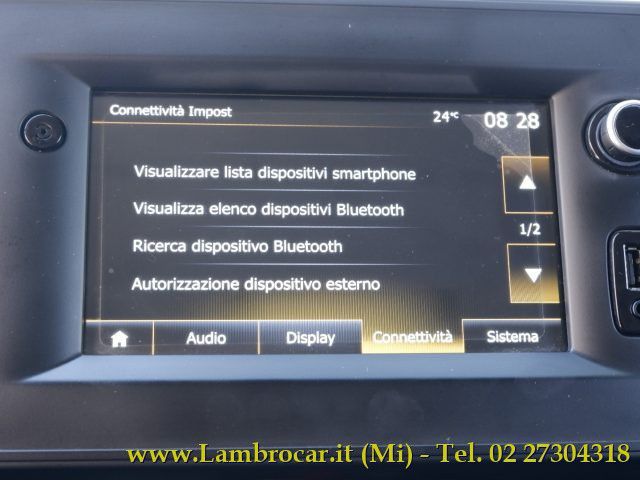 Connettività Impost
24°C 08 28
Visualizzare lista dispositivi smartphone
Visualizza elenco dispositivi Bluetooth
1/2
Ricerca dispositivo Bluetooth
Autorizzazione dispositivo esterno
Audio Display Connettività Sistema
www.Lambrocar.it (Mi) - Tel. 02 27304318